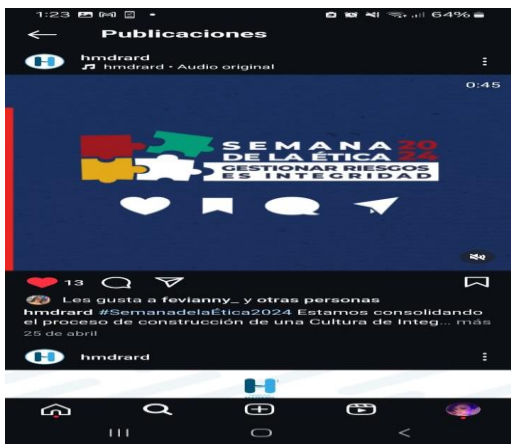 1:23
64%
Publicaciones
hmdrard
hmdrard • Audio original
0:45
SEMANA 20
DE LA ÉTICA 24
GESTIONAR RIESGOS
ES INTEGRIDAD
13
Les gusta a fevianny_ y otras personas
hmdrard #SemanadelaÉtica2024 Estamos consolidando
el proceso de construcción de una Cultura de Integ... más
25 de abril
hmdrard